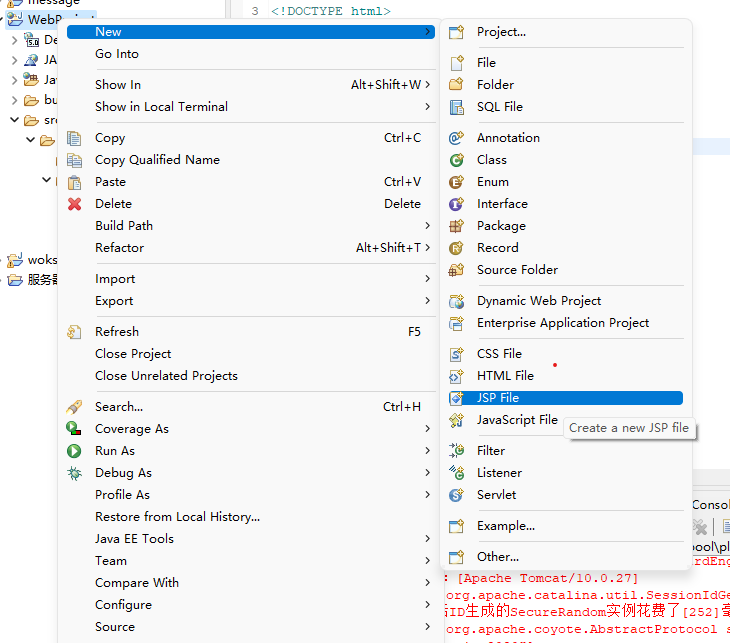 message
3 <!DOCTYPE html>
WebProject
New
Go Into
Show In Alt+Shift+W
Show in Local Terminal
Copy Ctrl+C
Copy Qualified Name
Paste Ctrl+V
Delete Delete
Build Path
Refactor Alt+Shift+T
Import
Export
Refresh F5
Close Project
Close Unrelated Projects
Search... Ctrl+H
Coverage As
Run As
Debug As
Profile As
Restore from Local History...
Java EE Tools
Team
Compare With
Configure
Source
Project...
File
Folder
SQL File
Annotation
Class
Enum
Interface
Package
Record
Source Folder
Dynamic Web Project
Enterprise Application Project
CSS File
HTML File
JSP File
JavaScript File
Create a new JSP file
Filter
Listener
Servlet
Example...
Other...
5.0 De
JA
Ja
bu
src
woks
服务器
Conso
ool\pl
rdEng
: [Apache Tomcat/10.0.27]
org.apache.catalina.util.SessionIdGe
ID生成的SecureRandom实例花费了[252]毫
org.apache.coyote.AbstractProtocol s